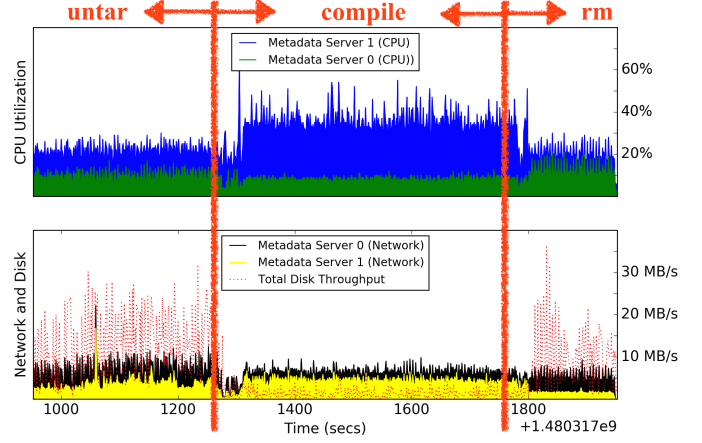 untar compile rm
Metadata Server 1 (CPU)
Metadata Server 0 (CPU))
CPU Utilization
60%
40%
20%
Metadata Server 0 (Network)
Metadata Server 1 (Network)
Total Disk Throughput
Network and Disk
30 MB/s
20 MB/s
10 MB/s
1000 1200 1400 1600 1800
Time (secs)
+1.480317e9